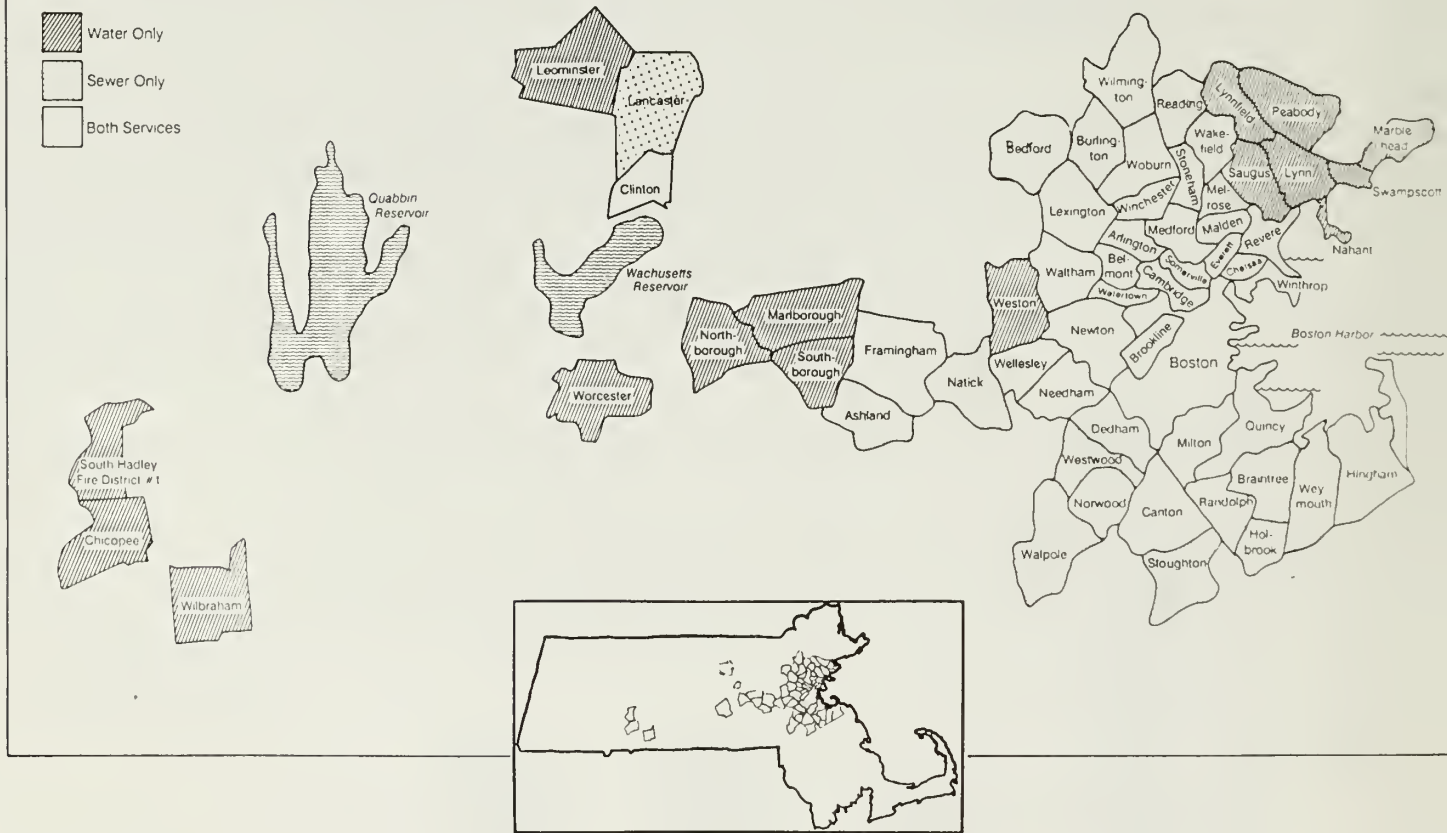 Water Only
Sewer Only
Both Services
Quabbin
Reservoir
Leominster
Lancaster
Clinton
Wachusetts
Reservoir
Worcester
South Hadley
Fire District #1
Chicopee
Wilbraham
North-
borough
Marlborough
South-
borough
Framingham
Ashland
Natick
Weston
Wellesley
Needham
Newton
Brookline
Boston
Bedford
Burling-
ton
Wilming-
ton
Reading
Lynnfield
Peabody
Marble
head
Swampscott
Nahant
Lynn
Saugus
Wake-
field
Stoneham
Woburn
Winchester
Lexington
Mel-
rose
Medford
Malden
Revere
Arlington
Everett
Chelsea
Winthrop
Somerville
Bel-
mont
Cambridge
Watertown
Waltham
Boston Harbor
Dedham
Westwood
Norwood
Walpole
Canton
Stoughton
Milton
Quincy
Randolph
Braintree
Hol-
brook
Wey
mouth
Hingham